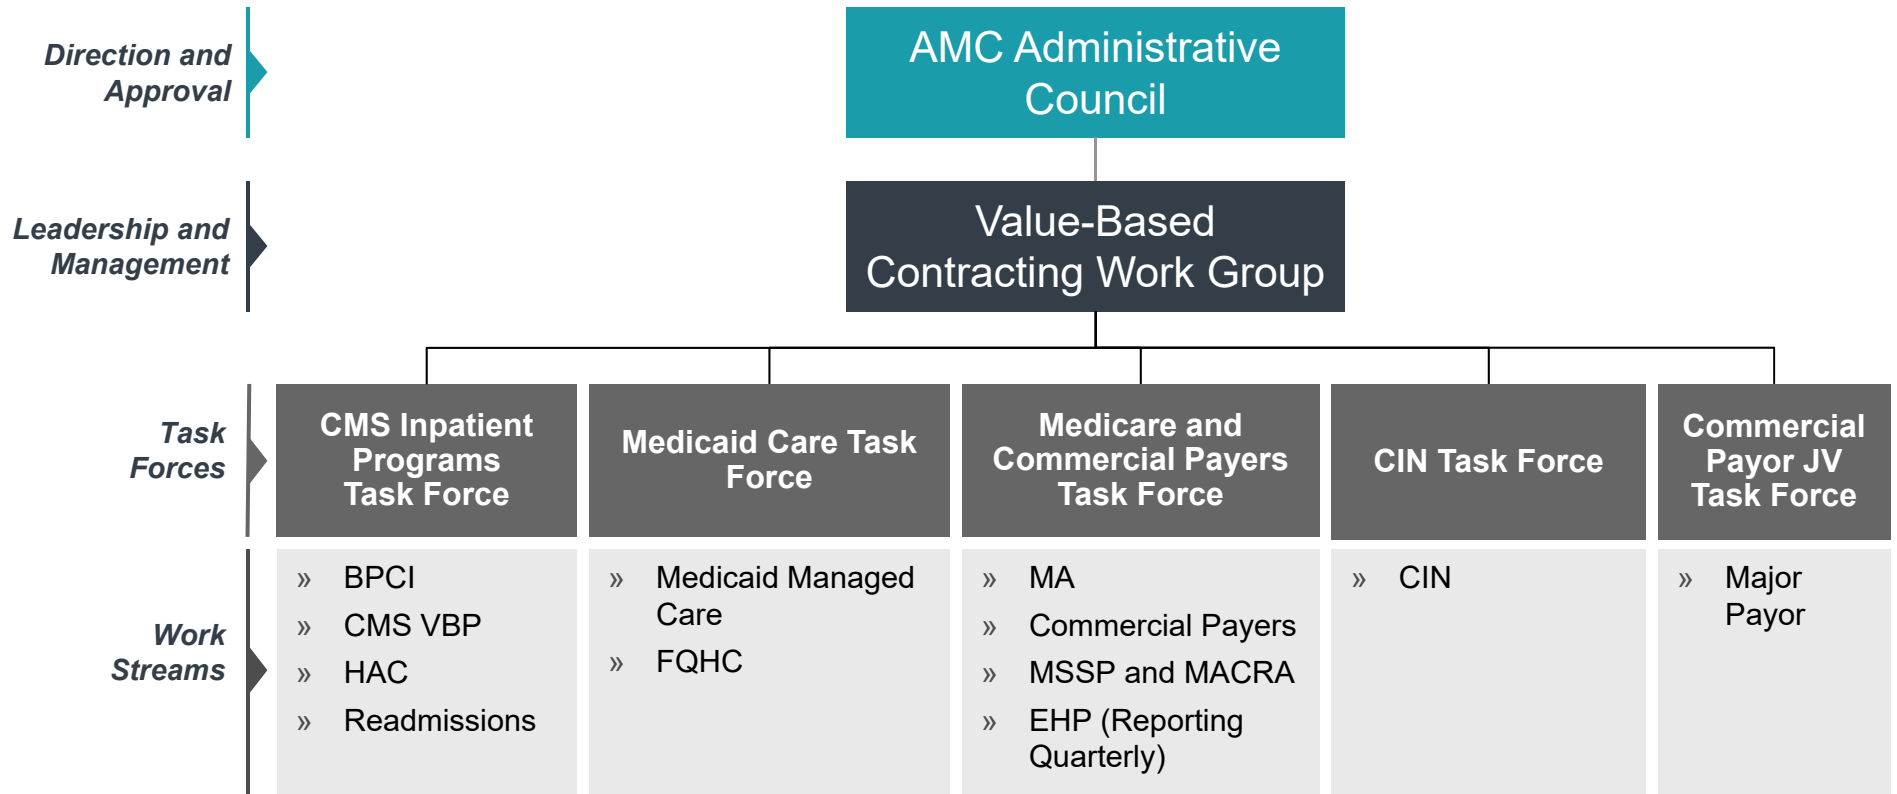 Direction and
Approval
AMC Administrative
Council
Leadership and
Management
Value-Based
Contracting Work Group
Task
Forces
CMS Inpatient
Programs
Task Force
Medicaid Care Task
Force
Medicare and
Commercial Payers
Task Force
CIN Task Force
Commercial
Payor JV
Task Force
Work
Streams
» BPCI
» CMS VBP
» HAC
» Readmissions
» Medicaid Managed
Care
» FQHC
» MA
» Commercial Payers
» MSSP and MACRA
» EHP (Reporting
Quarterly)
» CIN
» Major
Payor